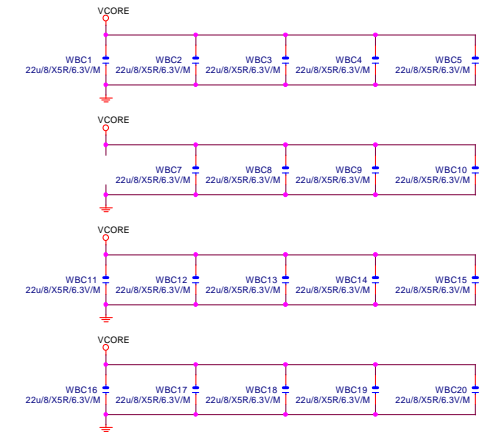 VCORE
WBC1 WBC2 WBC3 WBC4 WBC5
22u/8/X5R/6.3V/M 22u/8/X5R/6.3V/M 22u/8/X5R/6.3V/M 22u/8/X5R/6.3V/M 22u/8/X5R/6.3V/M
VCORE
WBC7 WBC8 WBC9 WBC10
22u/8/X5R/6.3V/M 22u/8/X5R/6.3V/M 22u/8/X5R/6.3V/M 22u/8/X5R/6.3V/M
VCORE
WBC11 WBC12 WBC13 WBC14 WBC15
22u/8/X5R/6.3V/M 22u/8/X5R/6.3V/M 22u/8/X5R/6.3V/M 22u/8/X5R/6.3V/M 22u/8/X5R/6.3V/M
VCORE
WBC16 WBC17 WBC18 WBC19 WBC20
22u/8/X5R/6.3V/M 22u/8/X5R/6.3V/M 22u/8/X5R/6.3V/M 22u/8/X5R/6.3V/M 22u/8/X5R/6.3V/M